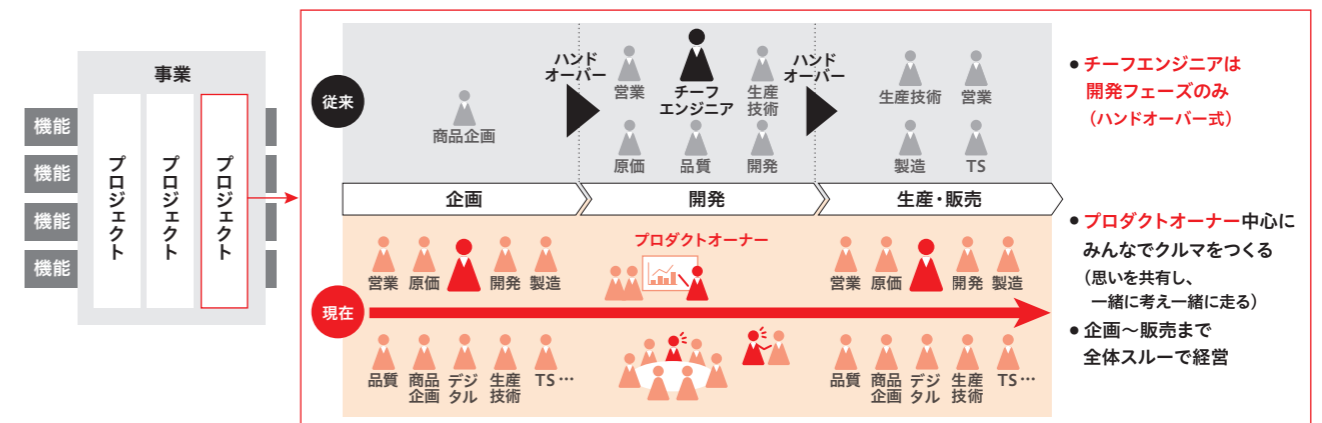 事業
機能
機能
機能
機能
プロジェクト
プロジェクト
プロジェクト
従来
商品企画
ハンド
オーバー
営業
チーフ
エンジニア
生産
技術
原価
品質
開発
ハンド
オーバー
生産技術
営業
製造
TS
企画
開発
生産・販売
現在
営業
原価
開発
製造
プロダクトオーナー
営業
原価
開発
製造
品質
商品
企画
デジ
タル
生産
技術
TS…
品質
商品
企画
デジ
タル
生産
技術
TS…
● チーフエンジニアは
開発フェーズのみ
（ハンドオーバー式）
● プロダクトオーナー中心に
みんなでクルマをつくる
（思いを共有し、
一緒に考え一緒に走る）
● 企画～販売まで
全体スルーで経営